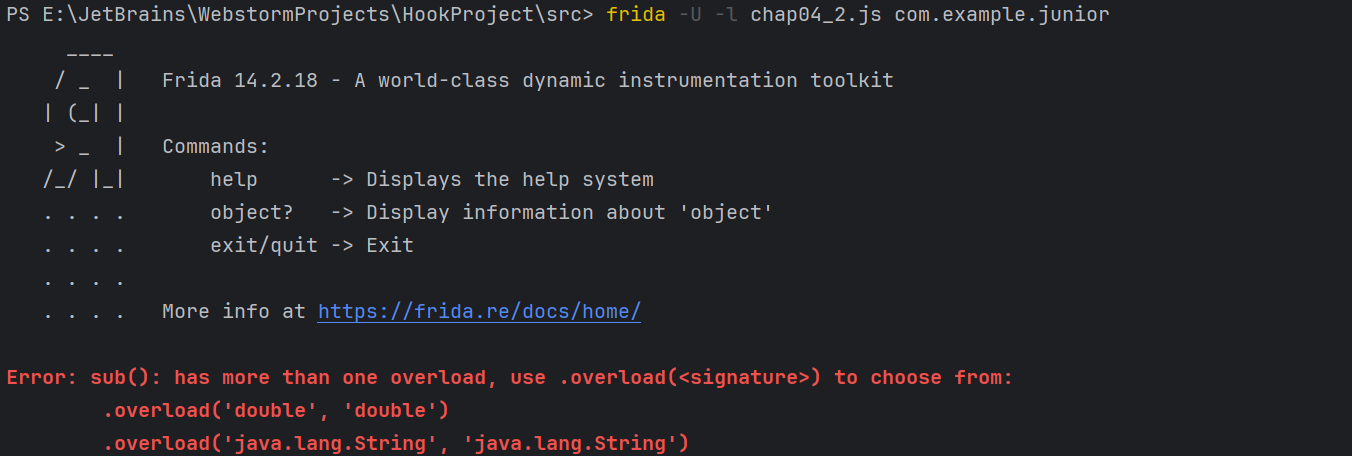 PS E:\JetBrains\WebstormProjects\HookProject\src> frida -U -l chap04_2.js com.example.junior
     ____
    / _  |   Frida 14.2.18 - A world-class dynamic instrumentation toolkit
   | (_| |
    > _  |   Commands:
   /_/ |_|       help      -> Displays the help system
   . . . .       object?   -> Display information about 'object'
   . . . .       exit/quit -> Exit
   . . . .
   . . . .   More info at https://frida.re/docs/home/
Error: sub(): has more than one overload, use .overload(<signature>) to choose from:
        .overload('double', 'double')
        .overload('java.lang.String', 'java.lang.String')